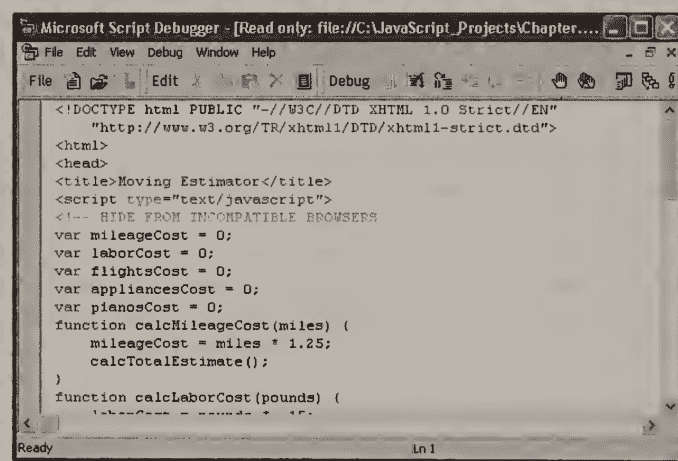 Microsoft Script Debugger - [Read only: file://C:\JavaScript_Projects\Chapter....
File Edit View Debug Window Help
File Edit Debug
<!DOCTYPE html PUBLIC "-//W3C//DTD XHTML 1.0 Strict//EN"
"http://www.w3.org/TR/xhtml1/DTD/xhtml1-strict.dtd">
<html>
<head>
<title>Moving Estimator</title>
<script type="text/javascript">
<!-- HIDE FROM INCOMPATIBLE BROWSERS
var mileageCost = 0;
var laborCost = 0;
var flightsCost = 0;
var appliancesCost = 0;
var pianosCost = 0;
function calcMileageCost(miles) {
mileageCost = miles * 1.25;
calcTotalEstimate();
}
function calcLaborCost(pounds) {
laborCost = pounds * .15;
Ready Ln 1